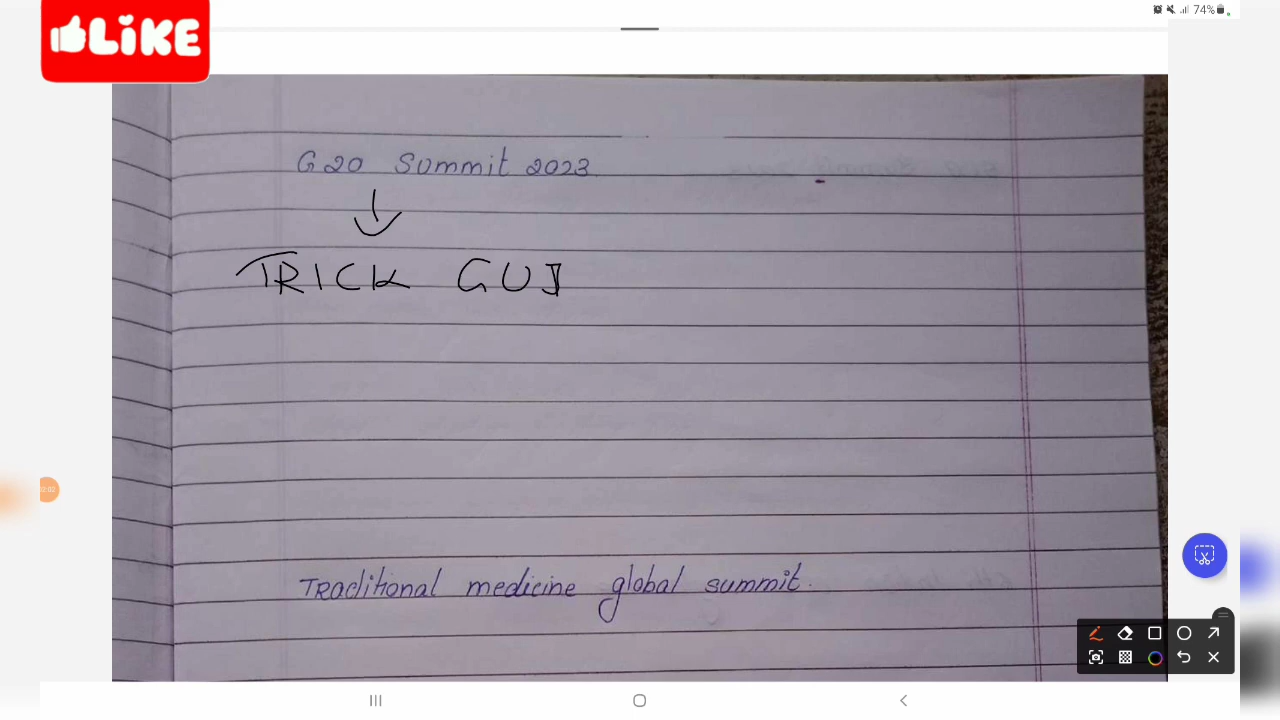 LIKE
74%
G20 Summit 2023
TRICK GUJ
Traditional medicine global summit.